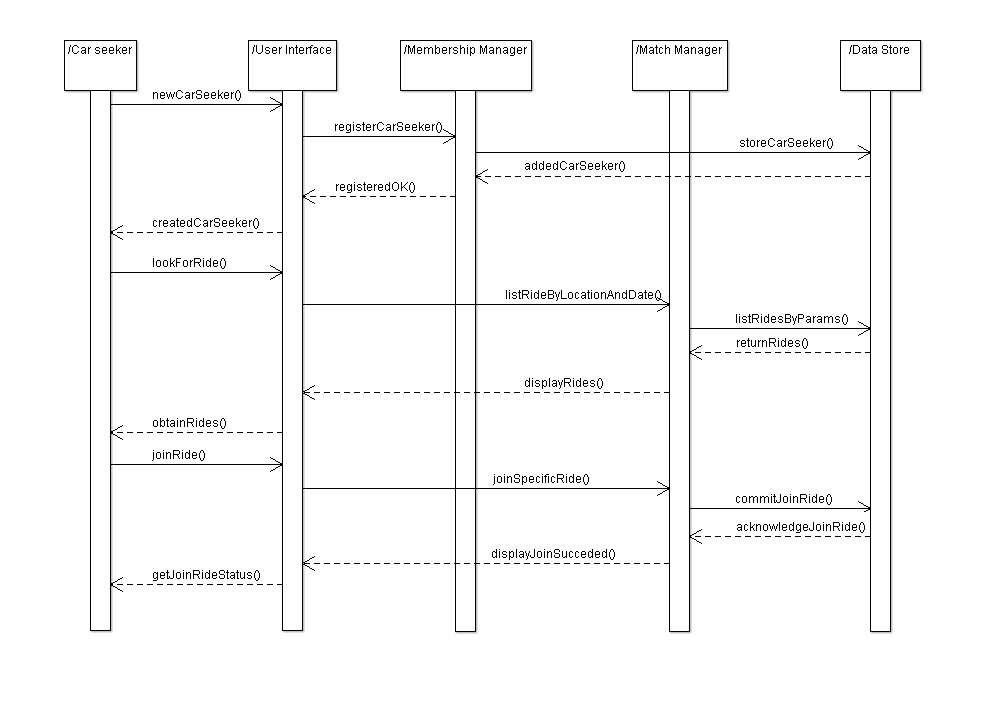 /Car seeker
/User Interface
/Membership Manager
/Match Manager
/Data Store
newCarSeeker()
registerCarSeeker()
storeCarSeeker()
addedCarSeeker()
registeredOK()
createdCarSeeker()
lookForRide()
listRideByLocationAndDate()
listRidesByParams()
returnRides()
displayRides()
obtainRides()
joinRide()
joinSpecificRide()
commitJoinRide()
acknowledgeJoinRide()
displayJoinSucceded()
getJoinRideStatus()